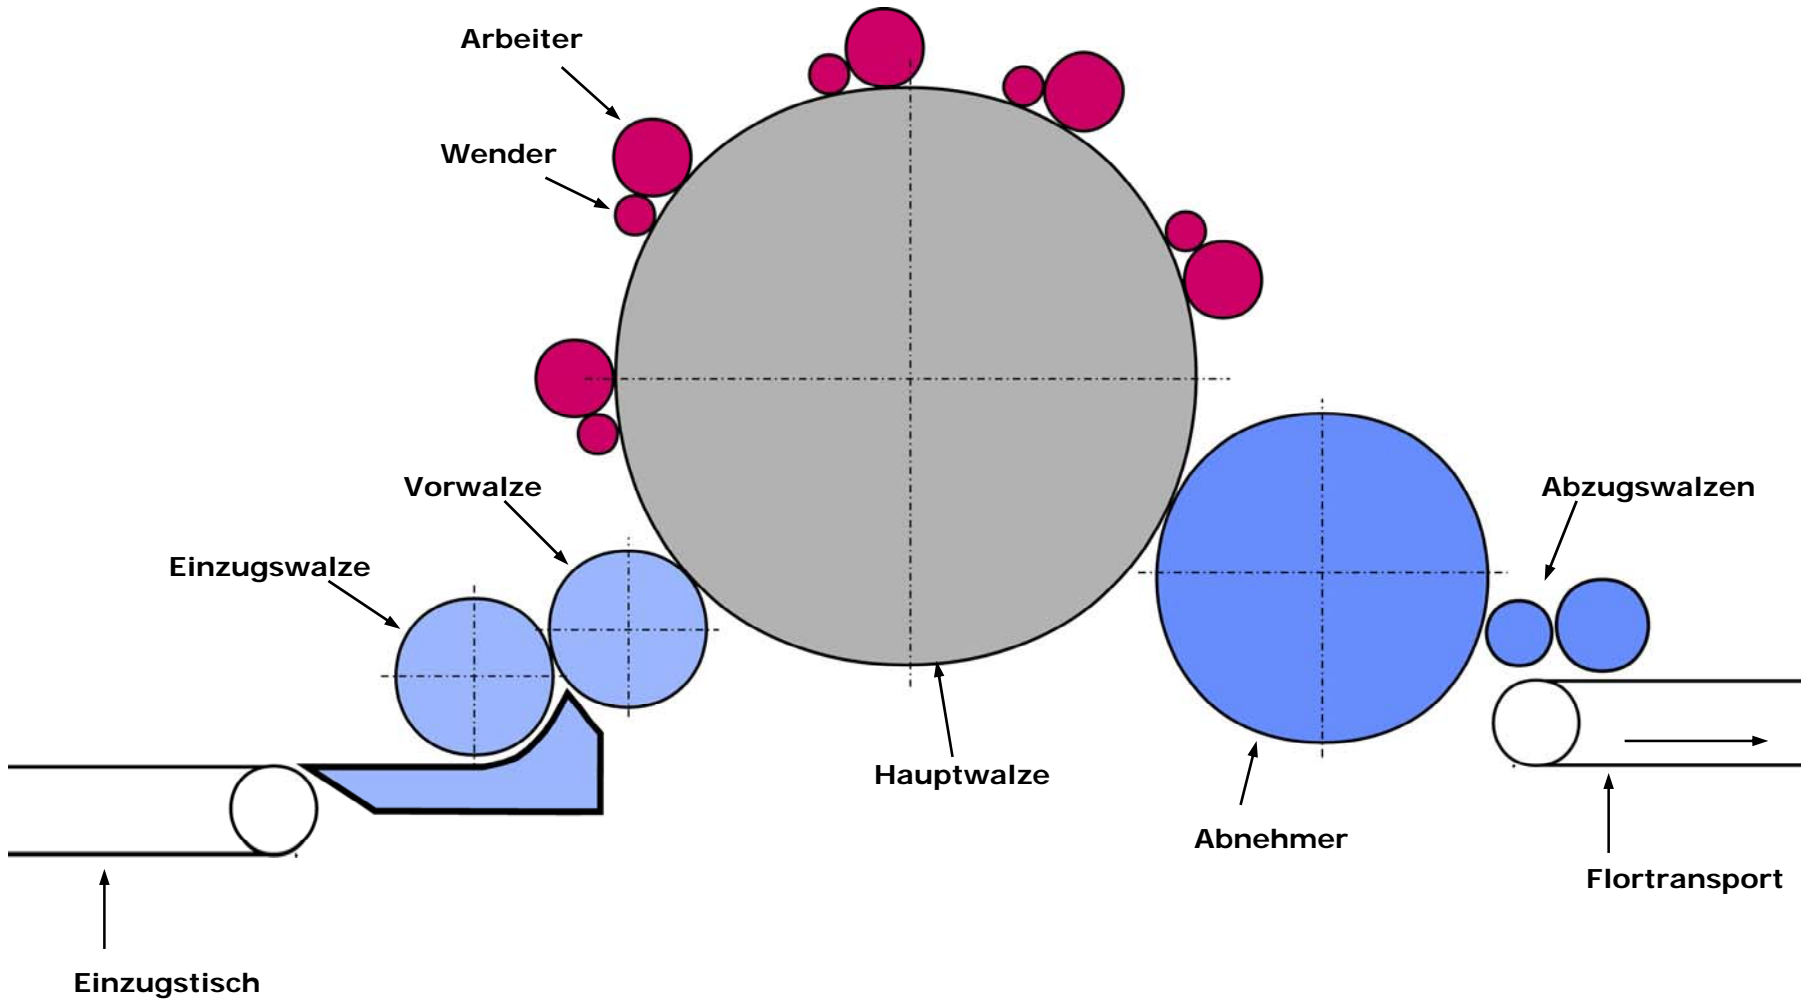 Arbeiter
Wender
Vorwalze
Einzugswalze
Abzugswalzen
Hauptwalze
Abnehmer
Flortransport
Einzugstisch